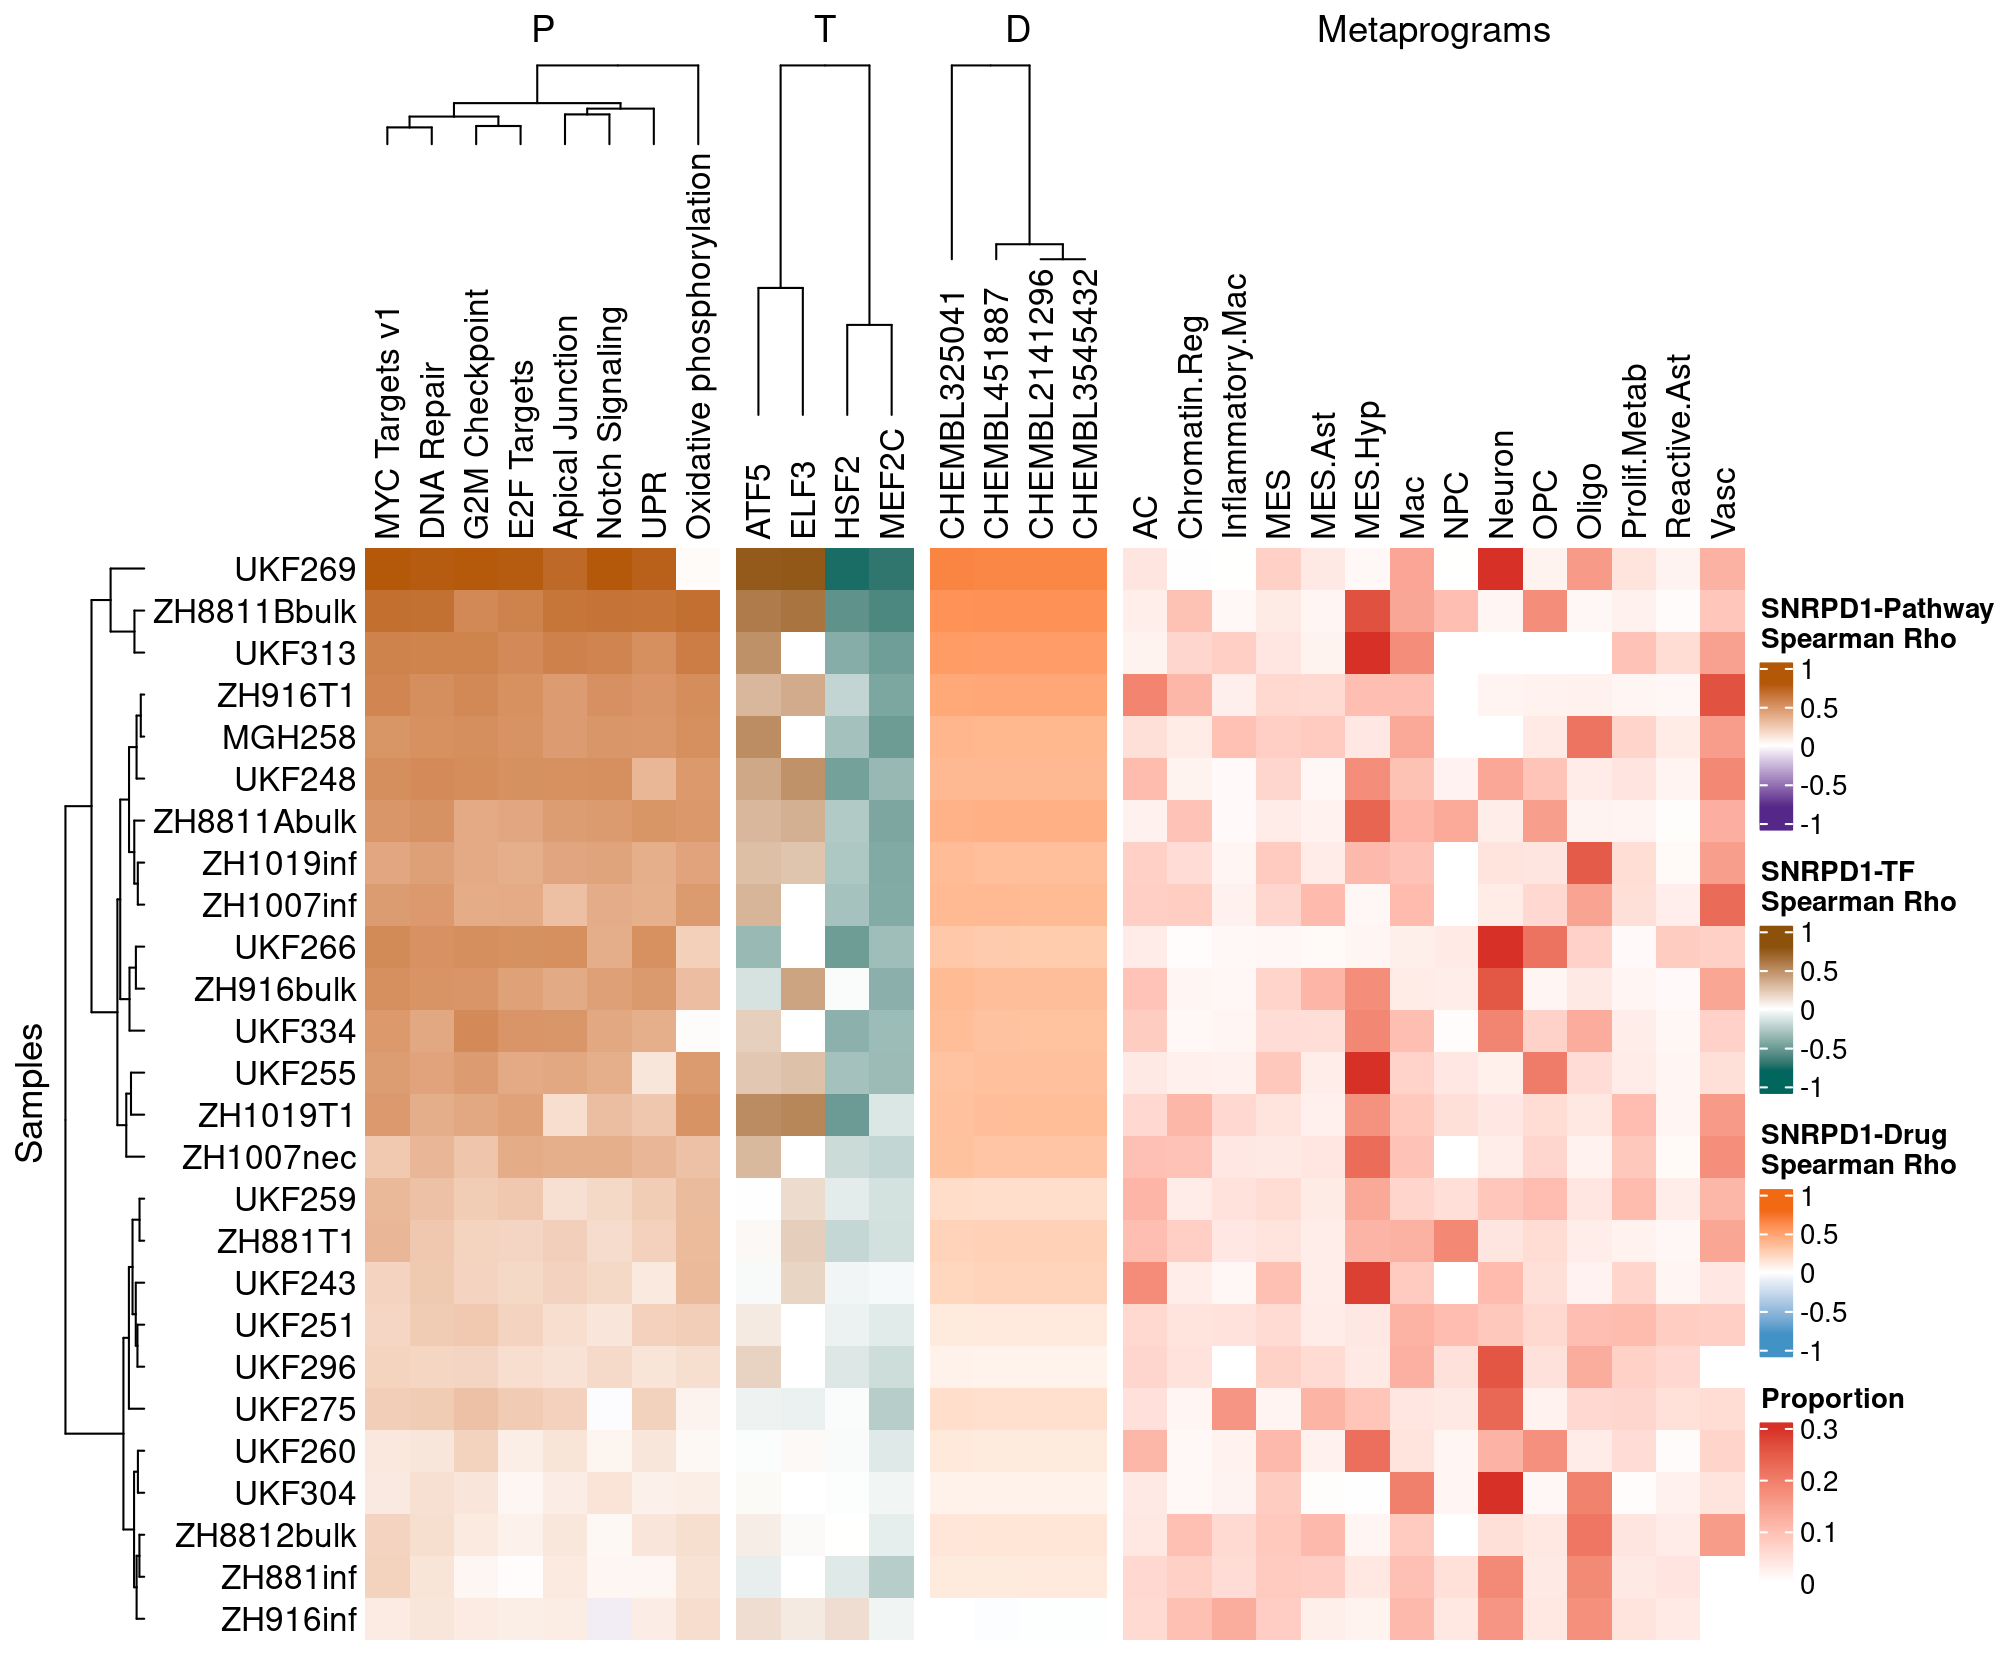 P
T
D
Metaprograms
MYC Targets v1
DNA Repair
G2M Checkpoint
E2F Targets
Apical Junction
Notch Signaling
UPR
Oxidative phosphorylation
ATF5
ELF3
HSF2
MEF2C
CHEMBL325041
CHEMBL451887
CHEMBL2141296
CHEMBL3545432
AC
Chromatin.Reg
Inflammatory.Mac
MES
MES.Ast
MES.Hyp
Mac
NPC
Neuron
OPC
Oligo
Prolif.Metab
Reactive.Ast
Vasc
Samples
UKF269
ZH8811Bbulk
UKF313
ZH916T1
MGH258
UKF248
ZH8811Abulk
ZH1019inf
ZH1007inf
UKF266
ZH916bulk
UKF334
UKF255
ZH1019T1
ZH1007nec
UKF259
ZH881T1
UKF243
UKF251
UKF296
UKF275
UKF260
UKF304
ZH8812bulk
ZH881inf
ZH916inf
SNRPD1-Pathway
Spearman Rho
1
0.5
0
-0.5
-1
SNRPD1-TF
Spearman Rho
1
0.5
0
-0.5
-1
SNRPD1-Drug
Spearman Rho
1
0.5
0
-0.5
-1
Proportion
0.3
0.2
0.1
0